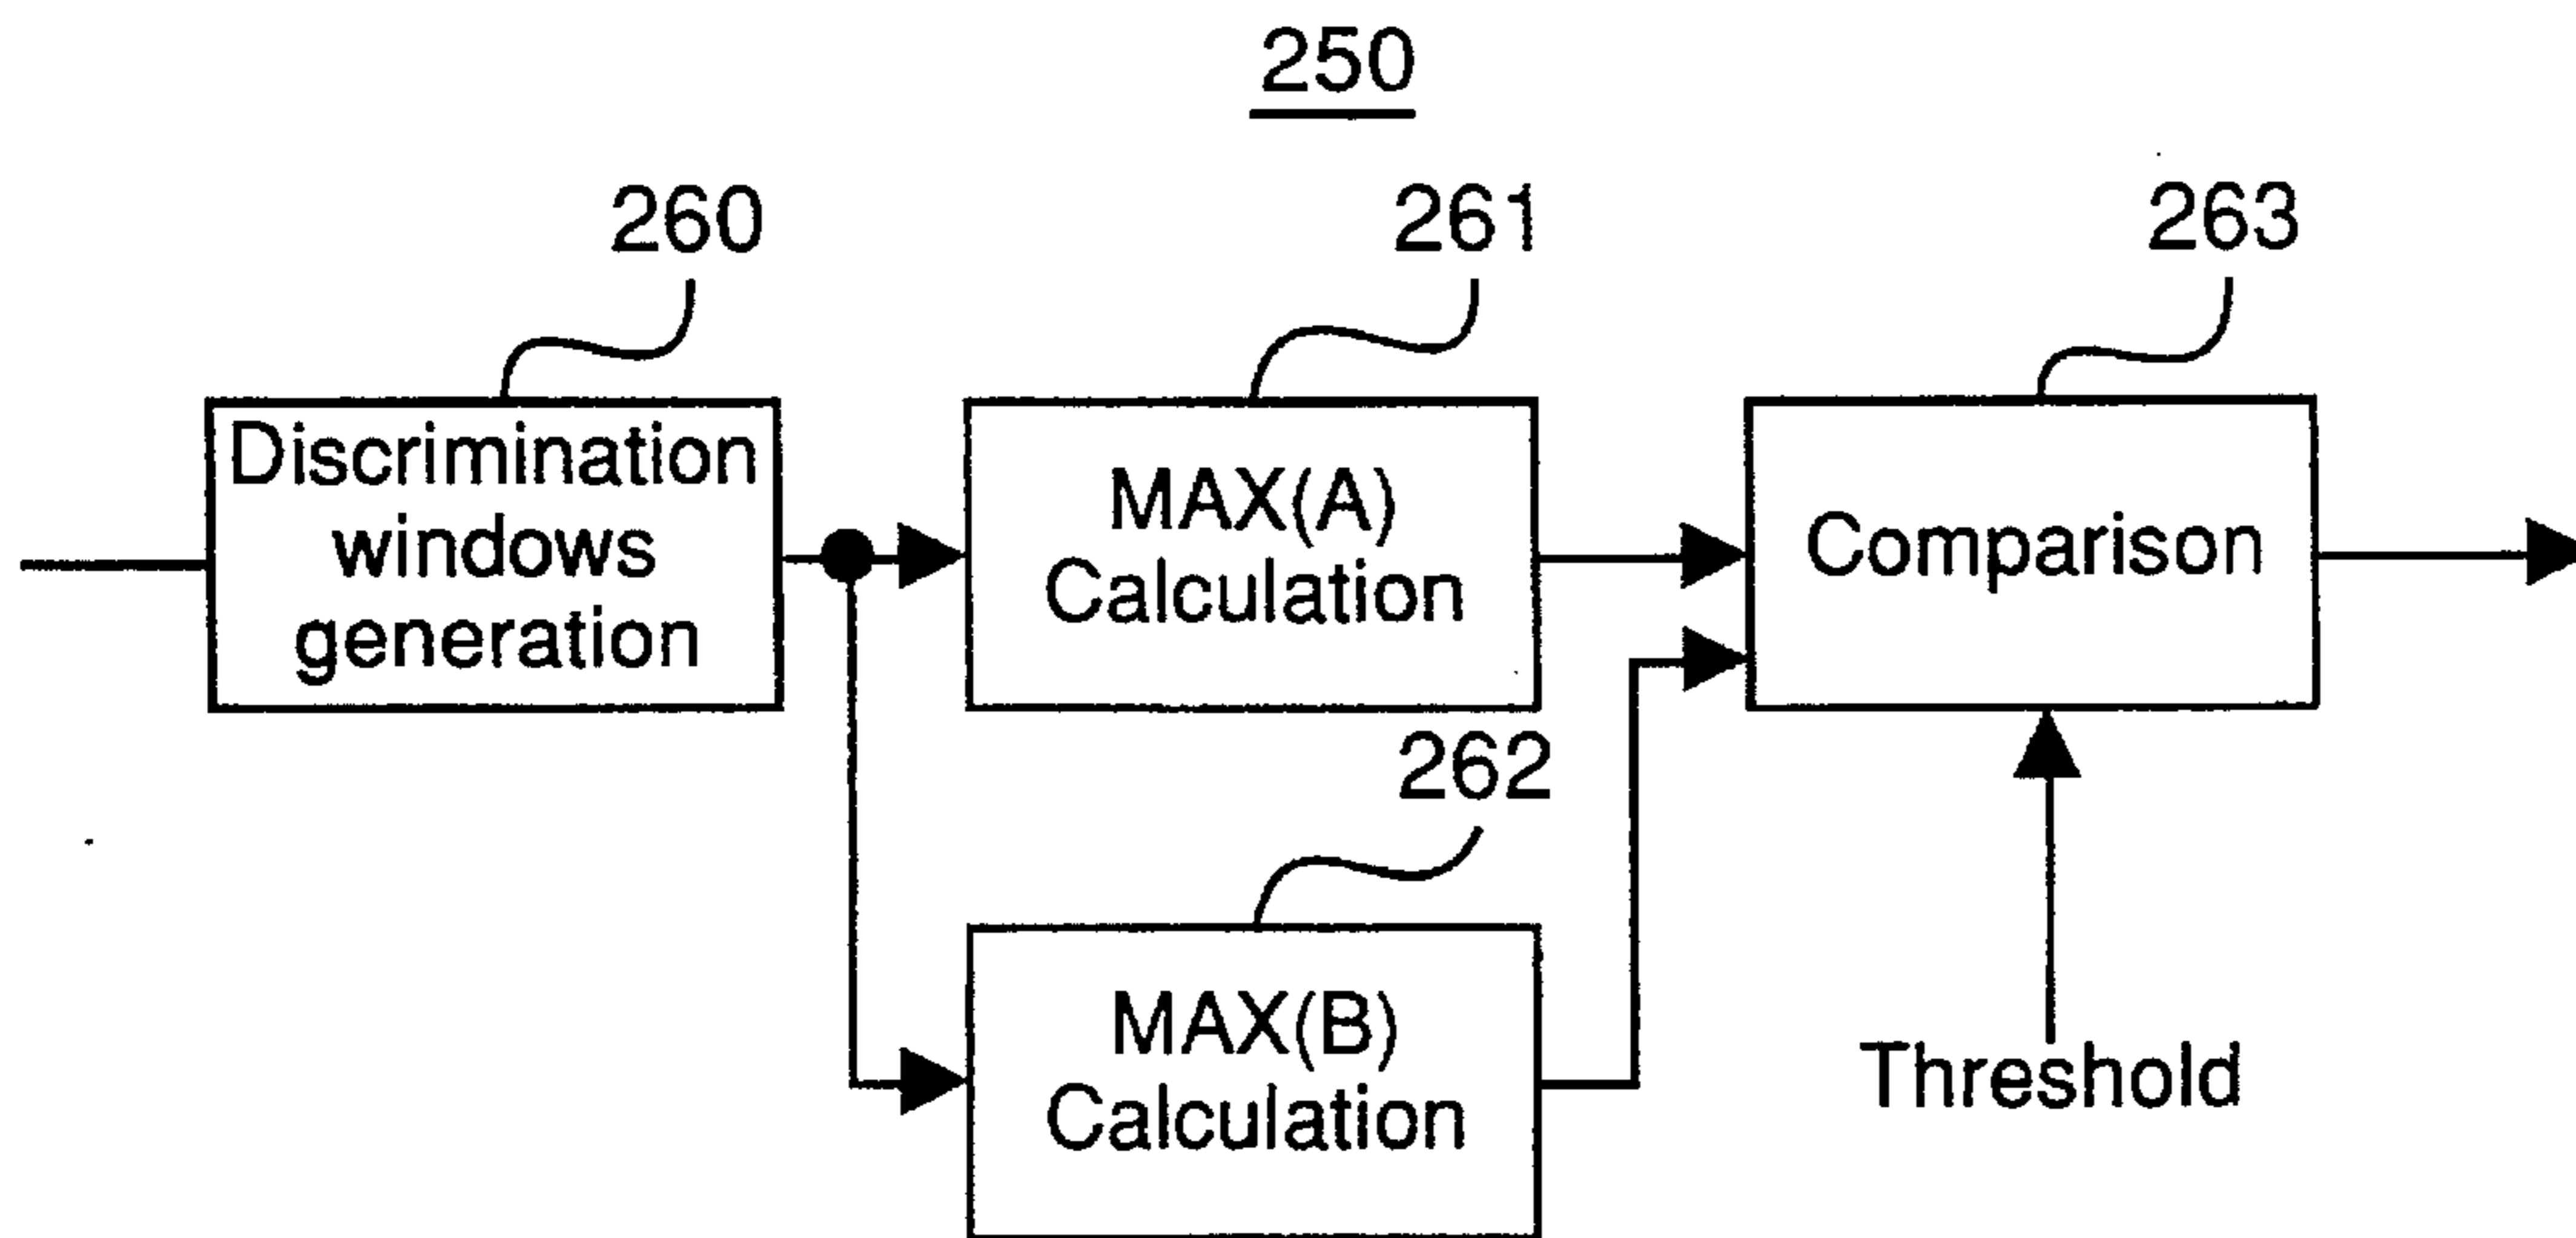 250
260
261
263
Discrimination
windows
generation
MAX(A)
Calculation
Comparison
262
MAX(B)
Calculation
Threshold